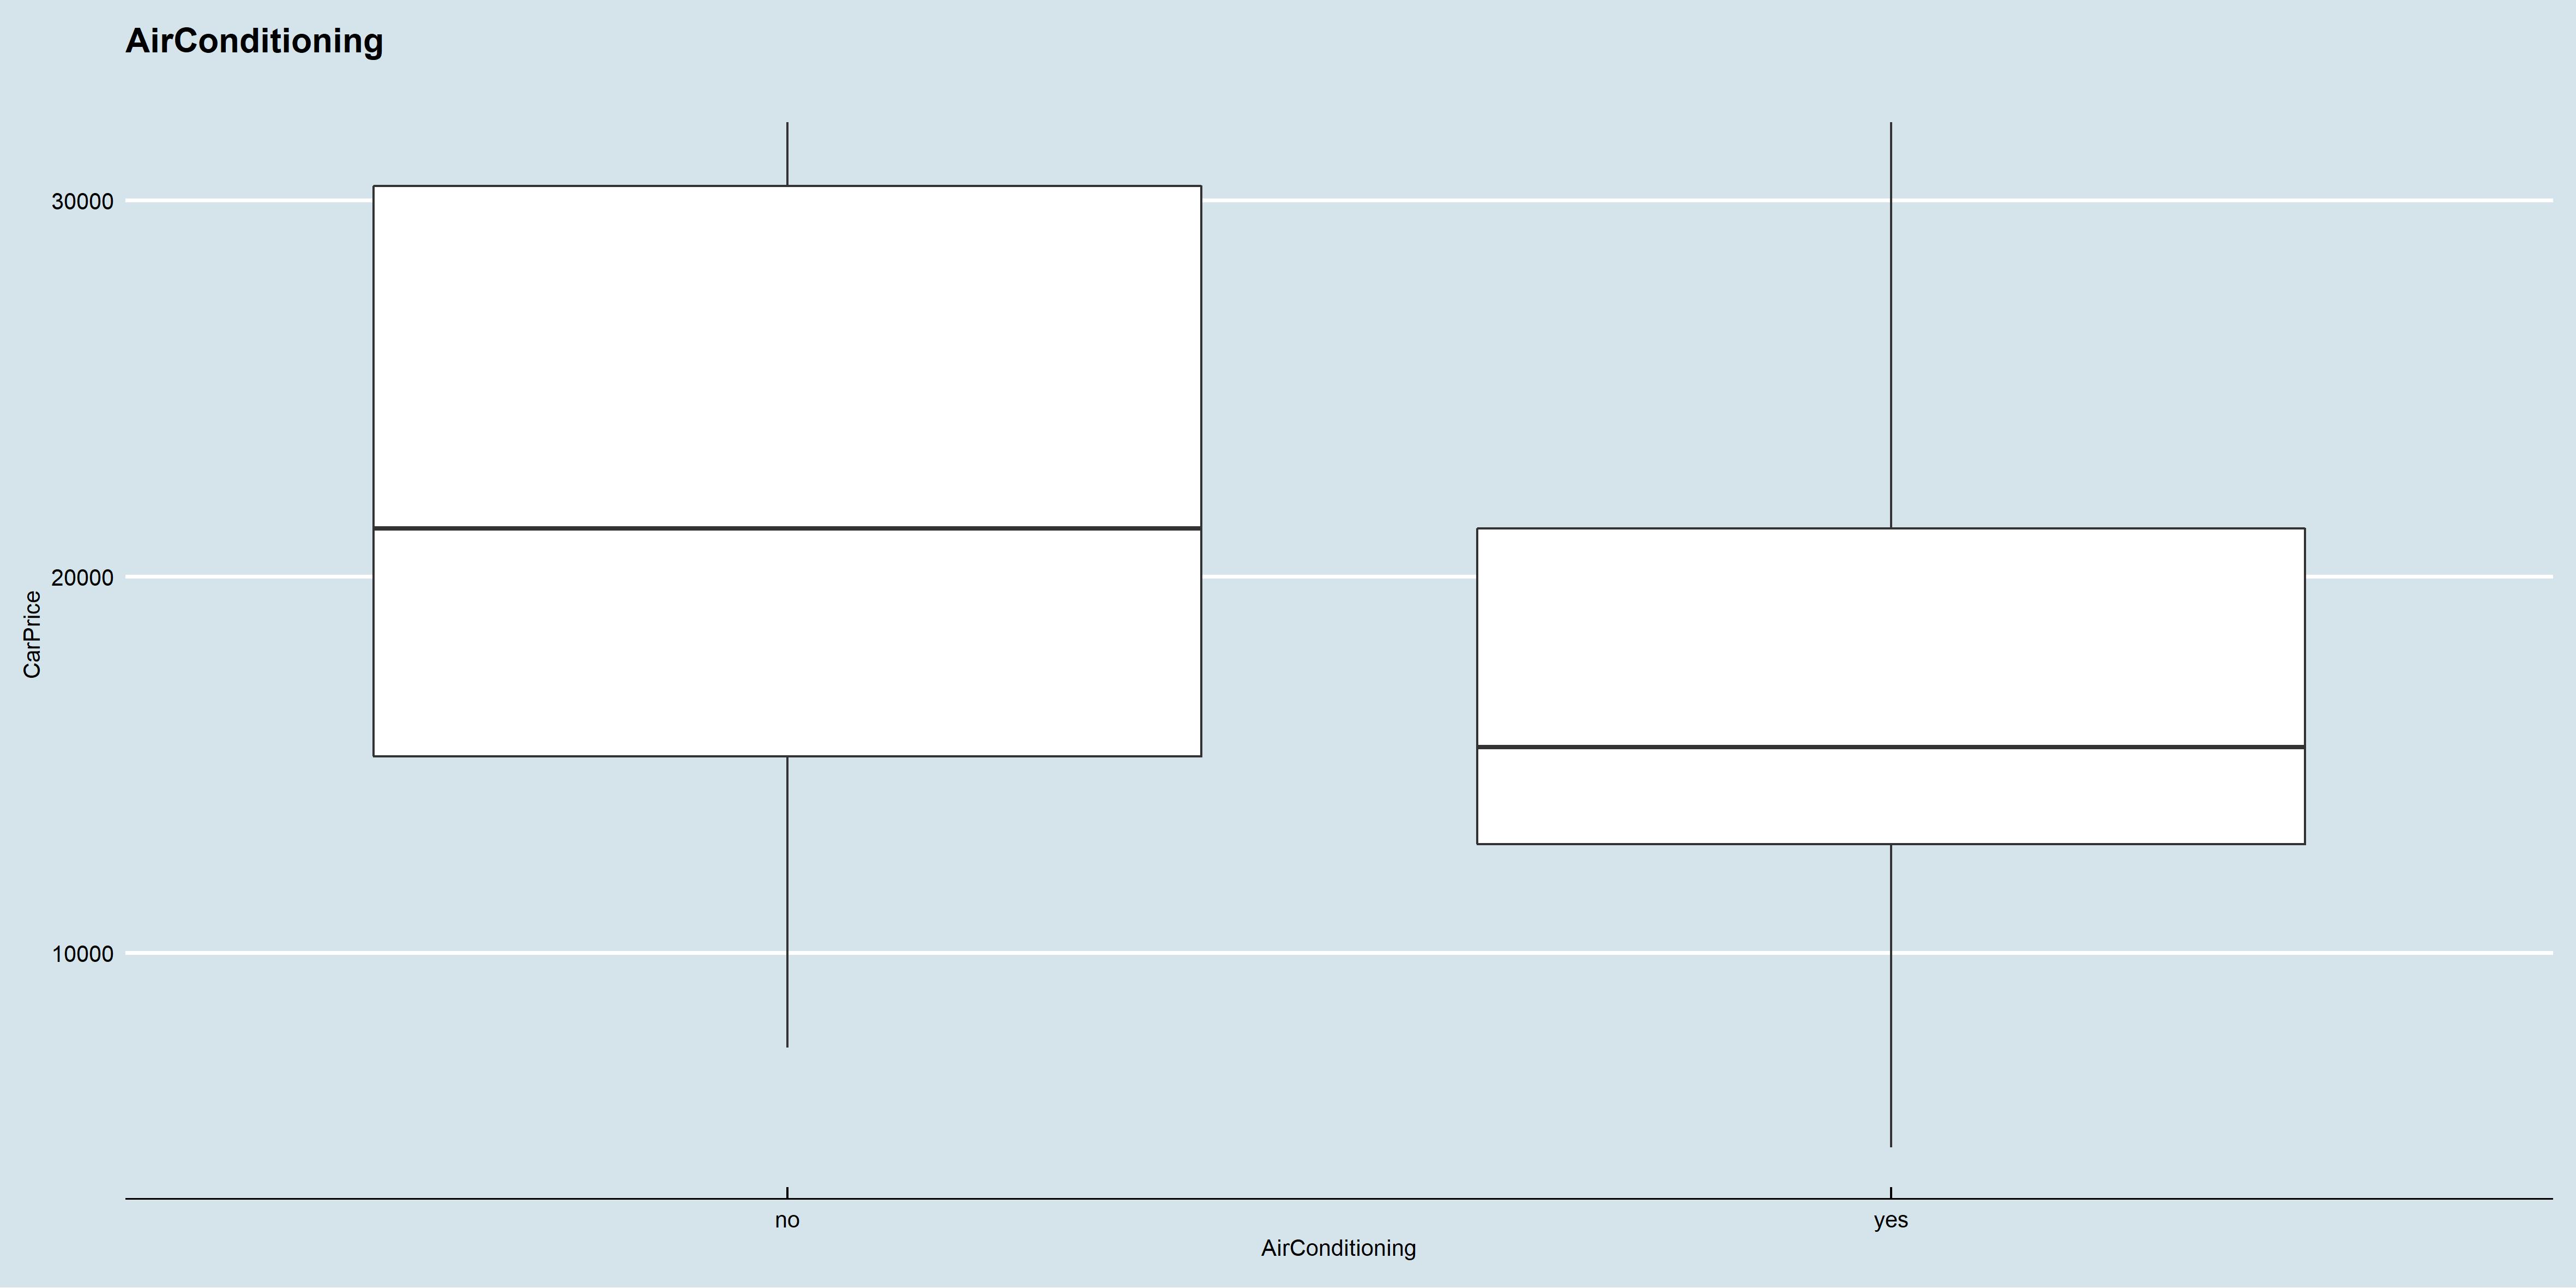 AirConditioning
30000
20000
10000
CarPrice
no
yes
AirConditioning